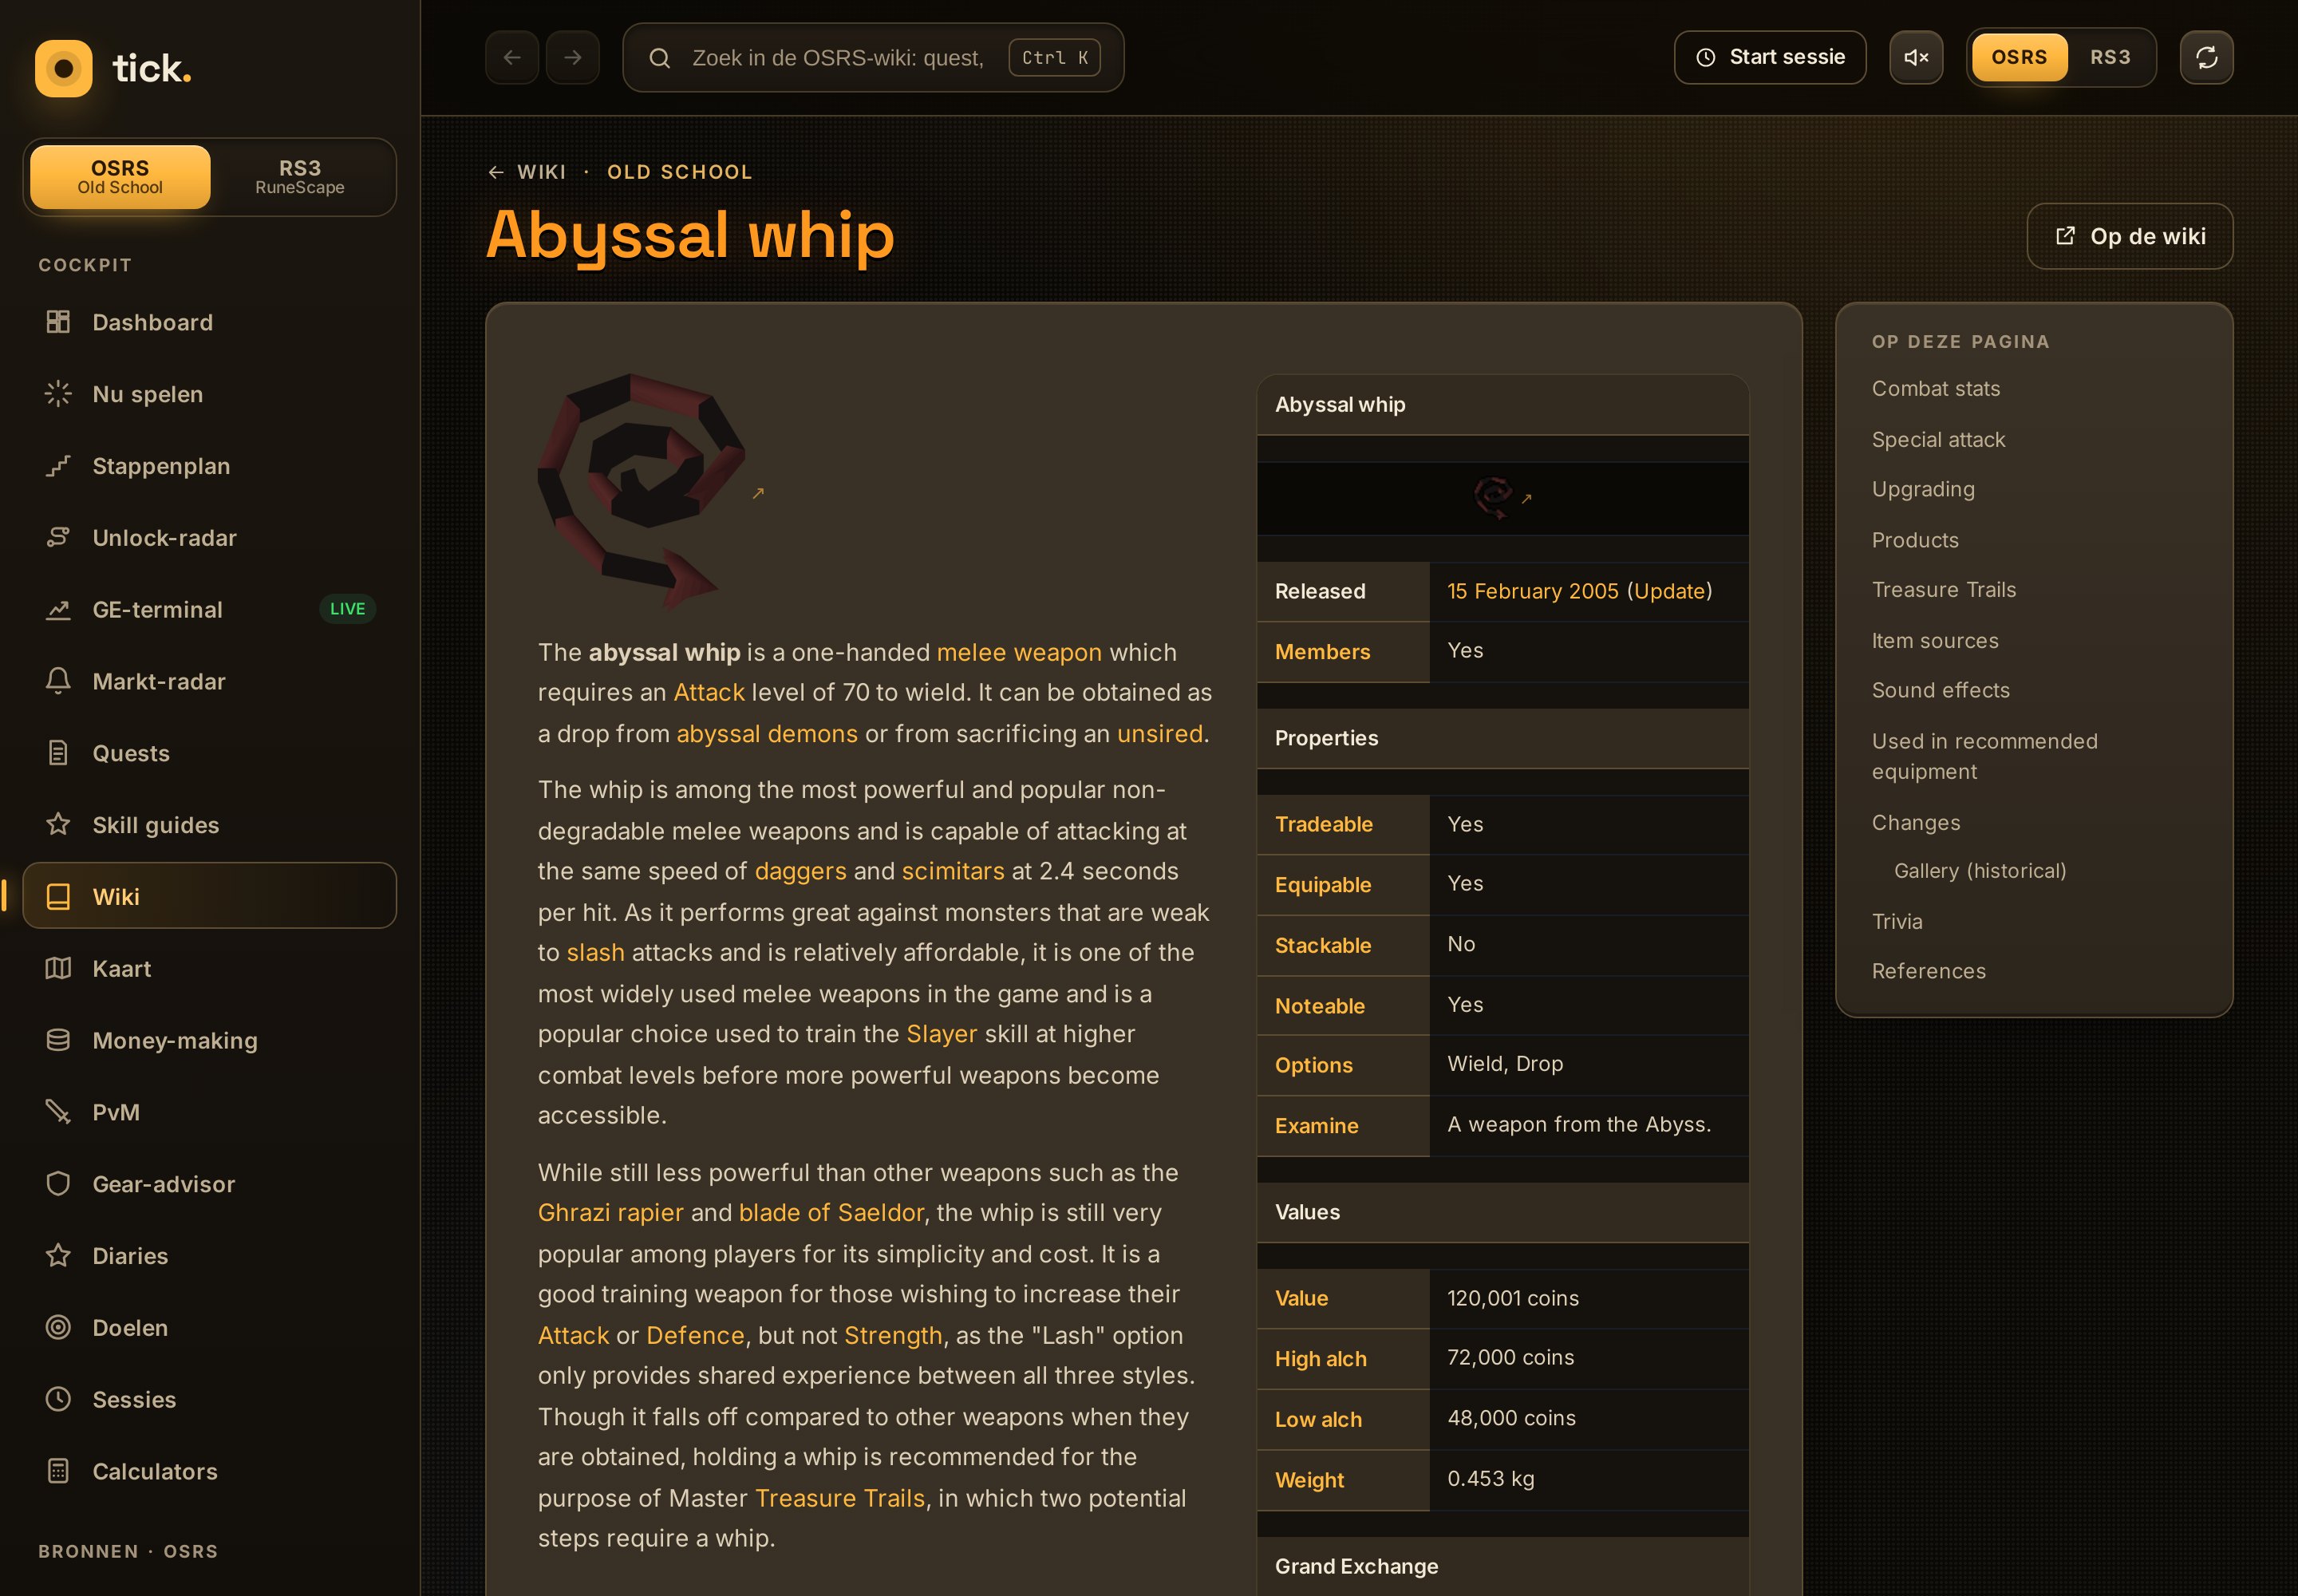 tick.
OSRS
Old School
RS3
RuneScape
COCKPIT
Dashboard
Nu spelen
Stappenplan
Unlock-radar
GE-terminal
LIVE
Markt-radar
Quests
Skill guides
Wiki
Kaart
Money-making
PvM
Gear-advisor
Diaries
Doelen
Sessies
Calculators
BRONNEN · OSRS
Zoek in de OSRS-wiki: quest,
Ctrl K
Start sessie
OSRS
RS3
← WIKI · OLD SCHOOL
Abyssal whip
Op de wiki
The abyssal whip is a one-handed melee weapon which
requires an Attack level of 70 to wield. It can be obtained as
a drop from abyssal demons or from sacrificing an unsired.
The whip is among the most powerful and popular non-
degradable melee weapons and is capable of attacking at
the same speed of daggers and scimitars at 2.4 seconds
per hit. As it performs great against monsters that are weak
to slash attacks and is relatively affordable, it is one of the
most widely used melee weapons in the game and is a
popular choice used to train the Slayer skill at higher
combat levels before more powerful weapons become
accessible.
While still less powerful than other weapons such as the
Ghrazi rapier and blade of Saeldor, the whip is still very
popular among players for its simplicity and cost. It is a
good training weapon for those wishing to increase their
Attack or Defence, but not Strength, as the "Lash" option
only provides shared experience between all three styles.
Though it falls off compared to other weapons when they
are obtained, holding a whip is recommended for the
purpose of Master Treasure Trails, in which two potential
steps require a whip.
Abyssal whip
Released 15 February 2005 (Update)
Members Yes
Properties
Tradeable Yes
Equipable Yes
Stackable No
Noteable Yes
Options Wield, Drop
Examine A weapon from the Abyss.
Values
Value 120,001 coins
High alch 72,000 coins
Low alch 48,000 coins
Weight 0.453 kg
Grand Exchange
OP DEZE PAGINA
Combat stats
Special attack
Upgrading
Products
Treasure Trails
Item sources
Sound effects
Used in recommended
equipment
Changes
Gallery (historical)
Trivia
References